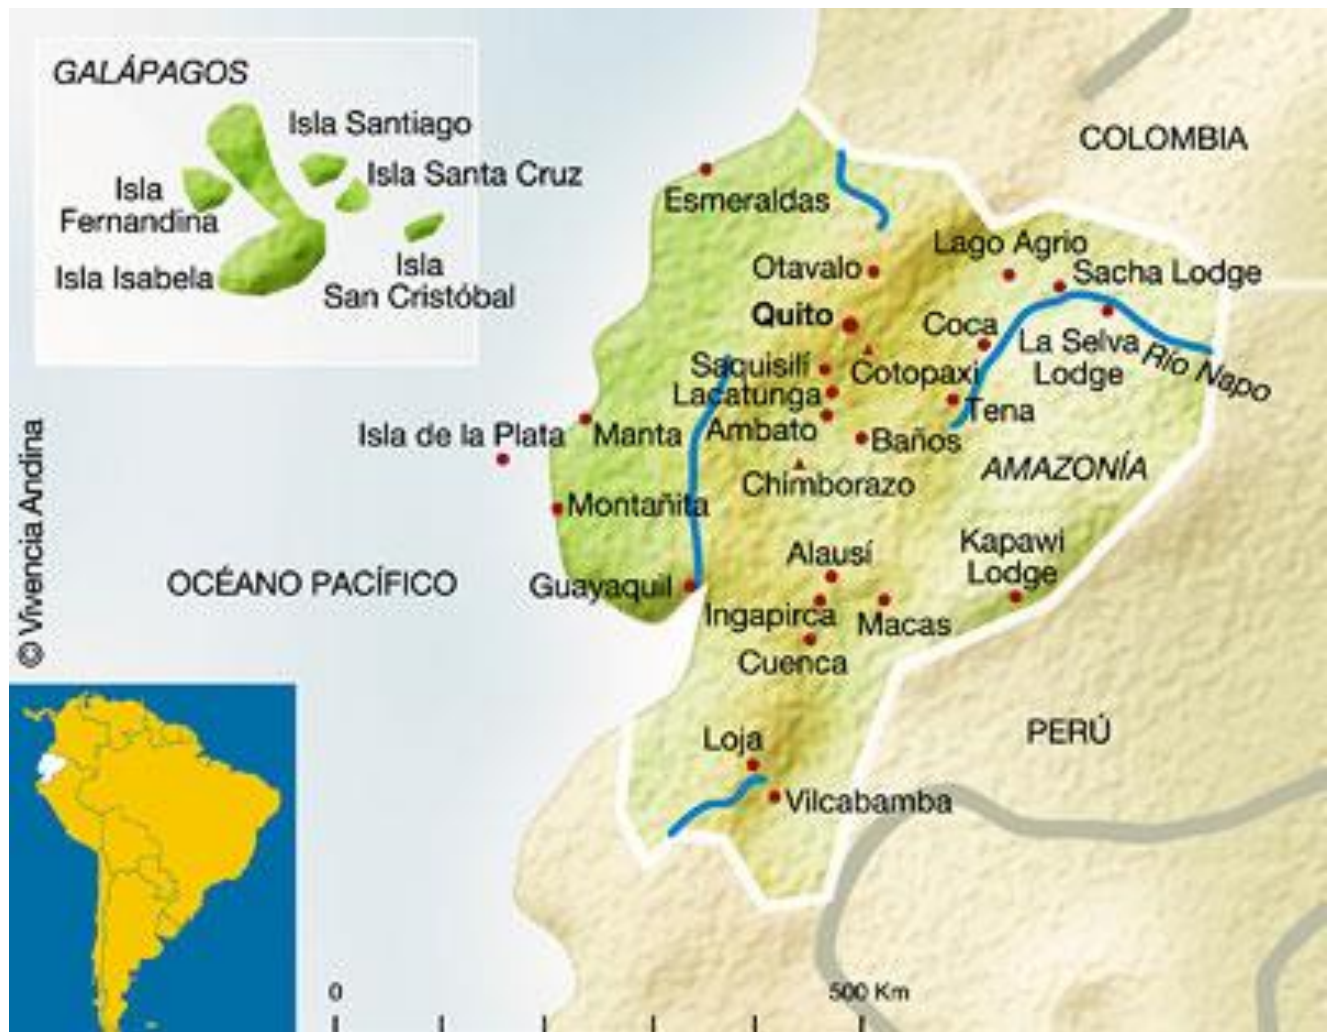 GALÁPAGOS
Isla Santiago
Isla Santa Cruz
Isla
Fernandina
Isla Isabela
Isla
San Cristóbal
COLOMBIA
Esmeraldas
Lago Agrio
Otavalo
Sacha Lodge
Quito
Coca
La Selva
Lodge
Río Napo
Saquisilí
Cotopaxi
Lacatunga
Tena
Isla de la Plata
Manta
Ambato
Baños
AMAZONÍA
Chimborazo
Montañita
Kapawi
Lodge
Alausí
OCÉANO PACÍFICO
Guayaquil
Ingapirca
Macas
Cuenca
PERÚ
Loja
Vilcabamba
© Vivencia Andina
0
500 Km